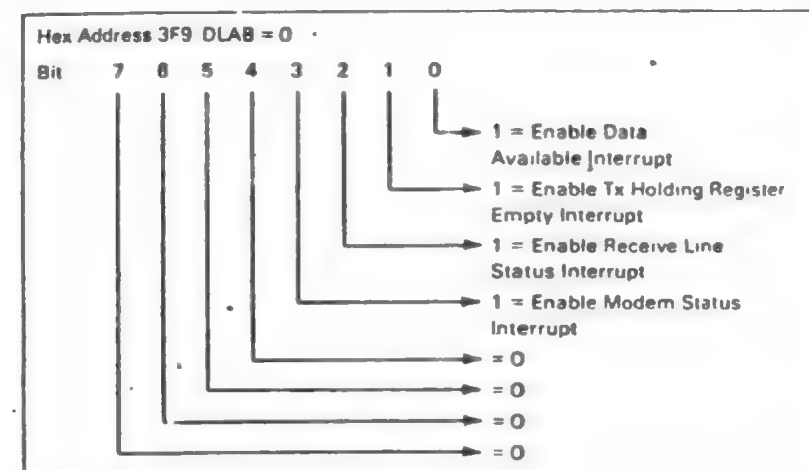 Hex Address 3F9 DLAB = 0
Bit 7 6 5 4 3 2 1 0
1 = Enable Data
Available Interrupt
1 = Enable Tx Holding Register
Empty Interrupt
1 = Enable Receive Line
Status Interrupt
1 = Enable Modem Status
Interrupt
= 0
= 0
= 0
= 0